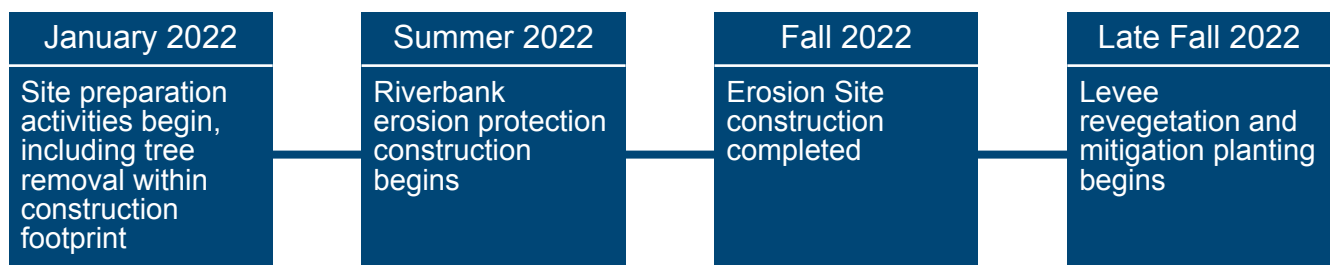 January 2022
Site preparation
activities begin,
including tree
removal within
construction
footprint
Summer 2022
Riverbank
erosion protection
construction
begins
Fall 2022
Erosion Site
construction
completed
Late Fall 2022
Levee
revegetation and
mitigation planting
begins